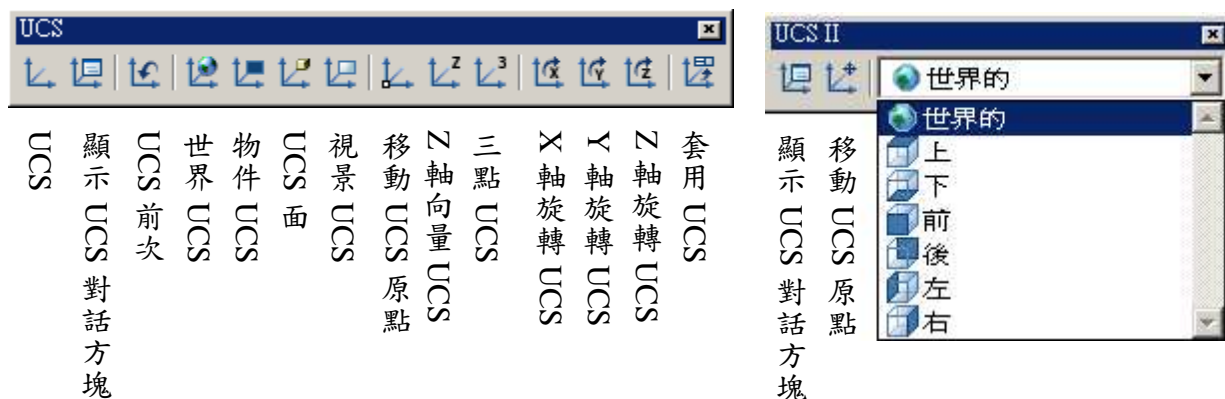 UCS
UCS
顯示 UCS 對話方塊
UCS 前次
世界 UCS
物件 UCS
UCS 面
視景 UCS
移動 UCS 原點
Z 軸向量 UCS
三點 UCS
X 軸旋轉 UCS
Y 軸旋轉 UCS
Z 軸旋轉 UCS
套用 UCS
UCS II
世界的
世界的
上
下
前
後
左
右
顯示 UCS 對話方塊
移動 UCS 原點